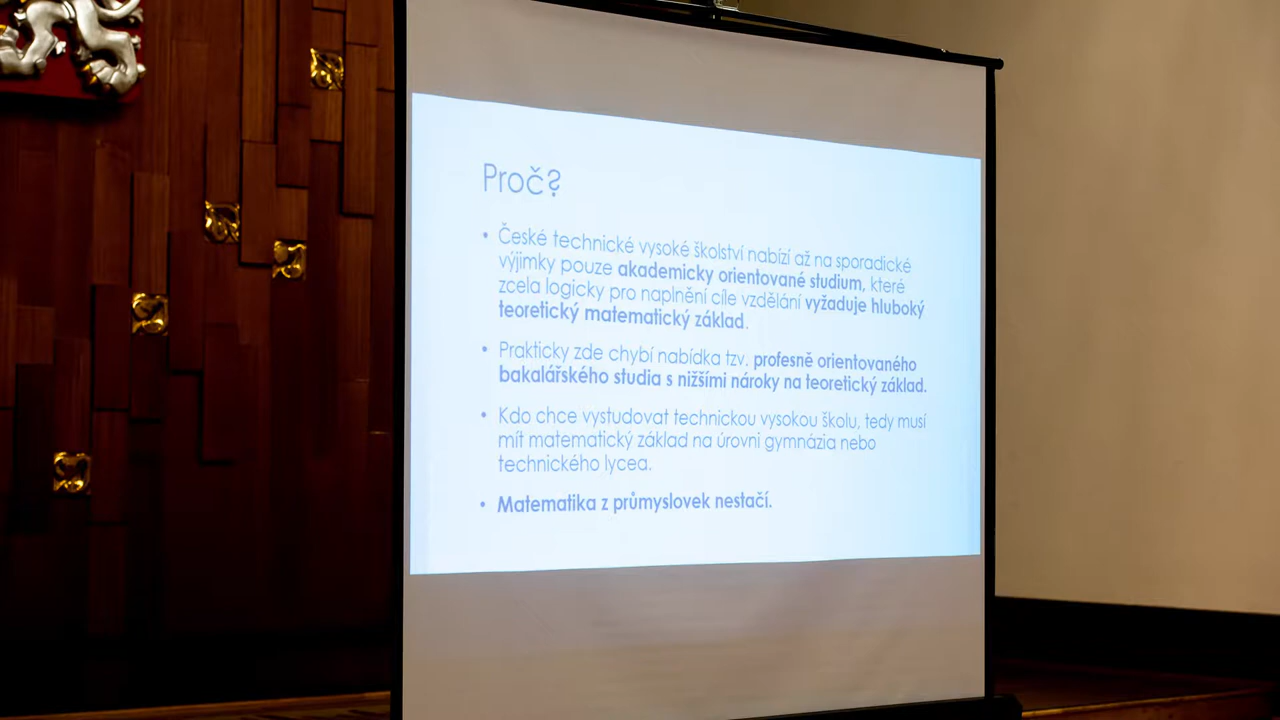 Proč?
• České technické vysoké školství nabízí až na sporadické
výjimky pouze akademicky orientované studium, které
zcela logicky pro naplnění cíle vzdělání vyžaduje hluboký
teoretický matematický základ.
• Prakticky zde chybí nabídka tzv. profesně orientovaného
bakalářského studia s nižšími nároky na teoretický základ.
• Kdo chce vystudovat technickou vysokou školu, tedy musí
mít matematický základ na úrovni gymnázia nebo
technického lycea.
• Matematika z průmyslovek nestačí.